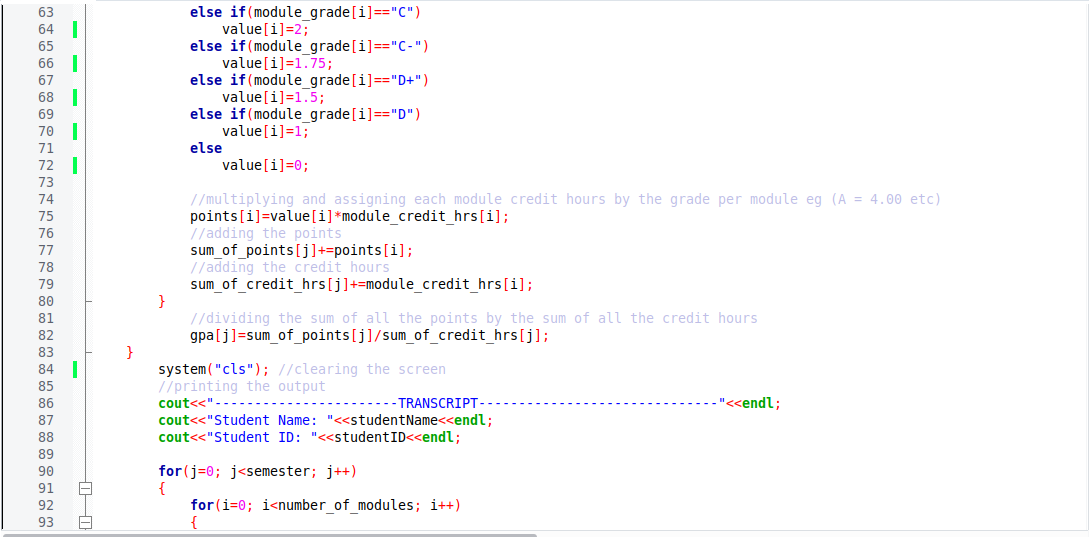 63 else if(module_grade[i]=="C")
64 value[i]=2;
65 else if(module_grade[i]=="C-")
66 value[i]=1.75;
67 else if(module_grade[i]=="D+")
68 value[i]=1.5;
69 else if(module_grade[i]=="D")
70 value[i]=1;
71 else
72 value[i]=0;
73
74 //multiplying and assigning each module credit hours by the grade per module eg (A = 4.00 etc)
75 points[i]=value[i]*module_credit_hrs[i];
76 //adding the points
77 sum_of_points[j]+=points[i];
78 //adding the credit hours
79 sum_of_credit_hrs[j]+=module_credit_hrs[i];
80 }
81 //dividing the sum of all the points by the sum of all the credit hours
82 gpa[j]=sum_of_points[j]/sum_of_credit_hrs[j];
83 }
84 system("cls"); //clearing the screen
85 //printing the output
86 cout<<"-----------------------TRANSCRIPT------------------------------"<<endl;
87 cout<<"Student Name: "<<studentName<<endl;
88 cout<<"Student ID: "<<studentID<<endl;
89
90 for(j=0; j<semester; j++)
91 {
92 for(i=0; i<number_of_modules; i++)
93 {